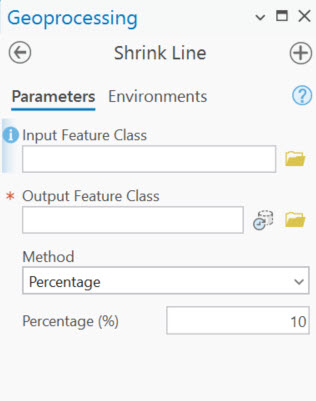 Geoprocessing
Shrink Line
Parameters Environments
Input Feature Class
* Output Feature Class
Method
Percentage
Percentage (%) 10